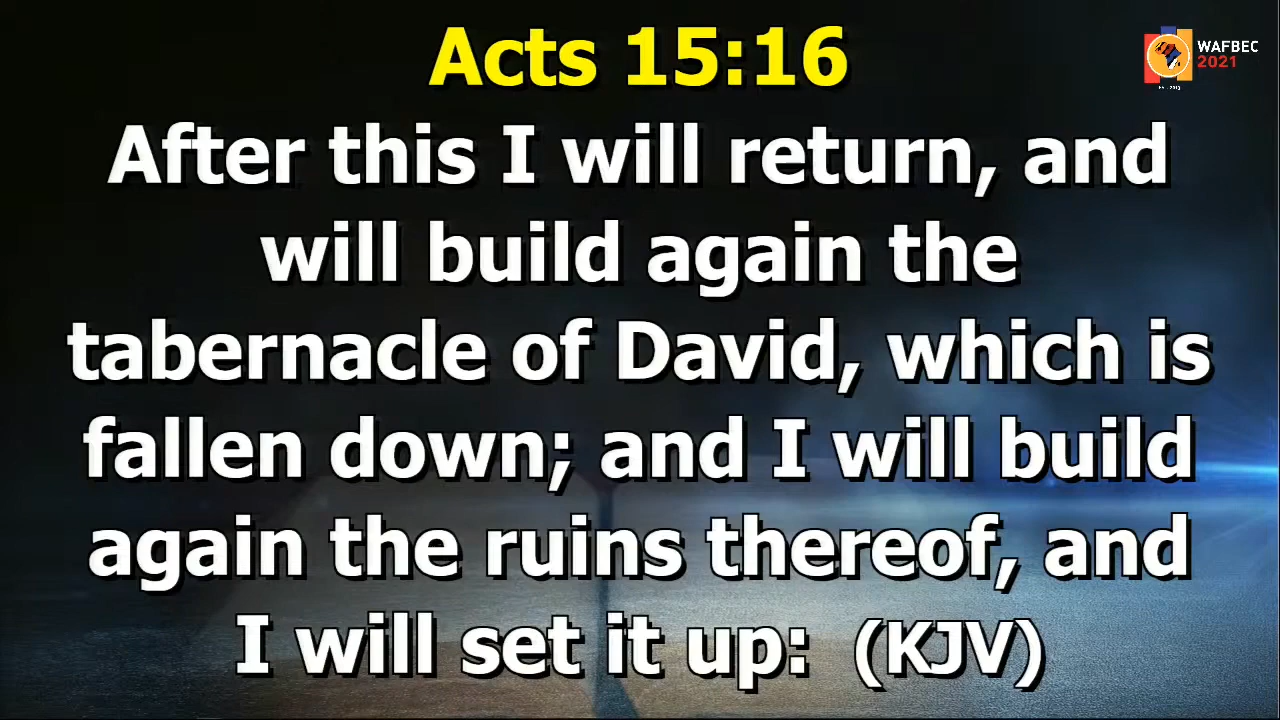 Acts 15:16
WAFBEC
2021
After this I will return, and
will build again the
tabernacle of David, which is
fallen down; and I will build
again the ruins thereof, and
I will set it up: (KJV)